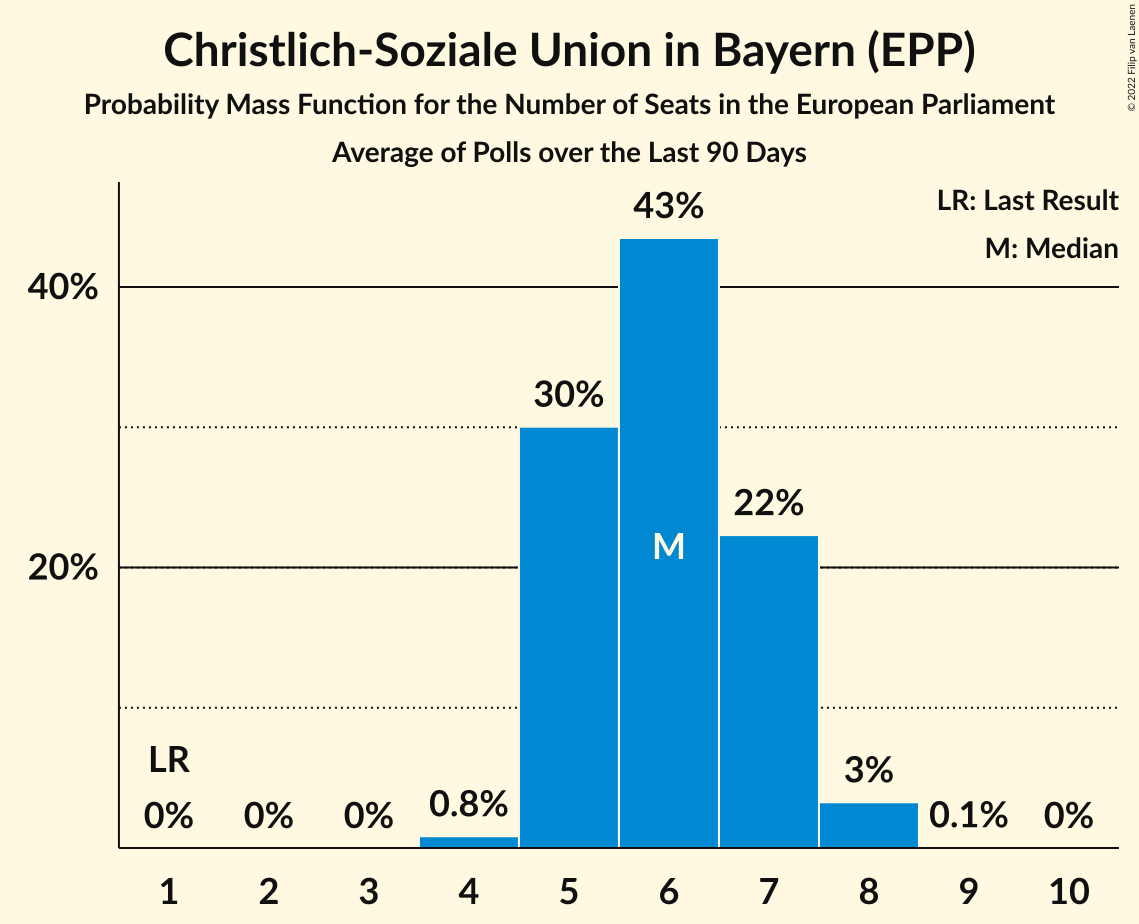 Christlich-Soziale Union in Bayern (EPP)
Probability Mass Function for the Number of Seats in the European Parliament
Average of Polls over the Last 90 Days
© 2022 Filip van Laenen
LR: Last Result
M: Median
43%
40%
30%
22%
M
20%
LR
3%
0% 0% 0% 0.8% 0.1% 0%
1 2 3 4 5 6 7 8 9 10